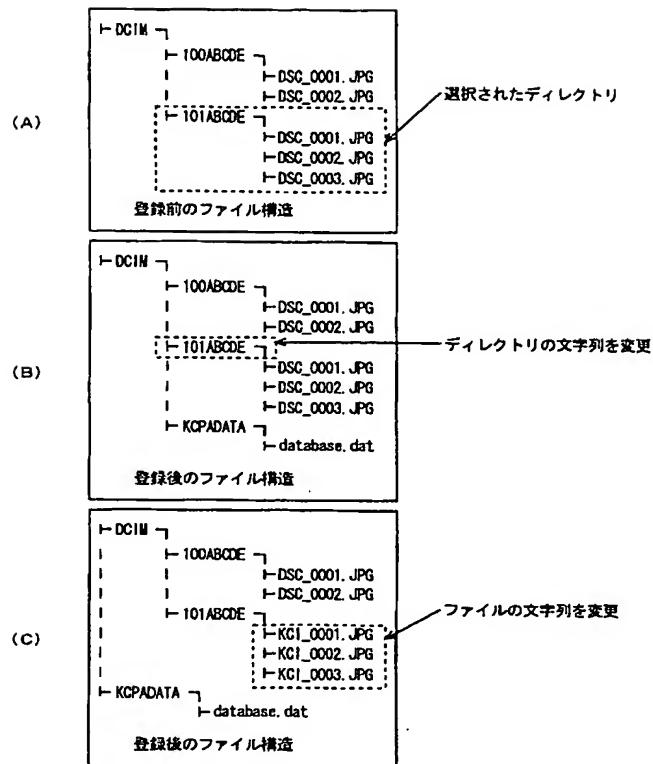 ├ DCIM ┐
├ 100ABCDE ┐
├DSC_0001.JPG
├DSC_0002.JPG
├ 101ABCDE ┐
├DSC_0001.JPG
├DSC_0002.JPG
├DSC_0003.JPG
登録前のファイル構造
(A)
選択されたディレクトリ
├ DCIM ┐
├ 100ABCDE ┐
├DSC_0001.JPG
├DSC_0002.JPG
├ 101ABCDE ┐
├DSC_0001.JPG
├DSC_0002.JPG
├DSC_0003.JPG
├ KCPADATA ┐
├database.dat
登録後のファイル構造
(B)
ディレクトリの文字列を変更
├ DCIM ┐
├ 100ABCDE ┐
├DSC_0001.JPG
├DSC_0002.JPG
├ 101ABCDE ┐
├KCI_0001.JPG
├KCI_0002.JPG
├KCI_0003.JPG
├ KCPADATA ┐
├database.dat
登録後のファイル構造
(C)
ファイルの文字列を変更